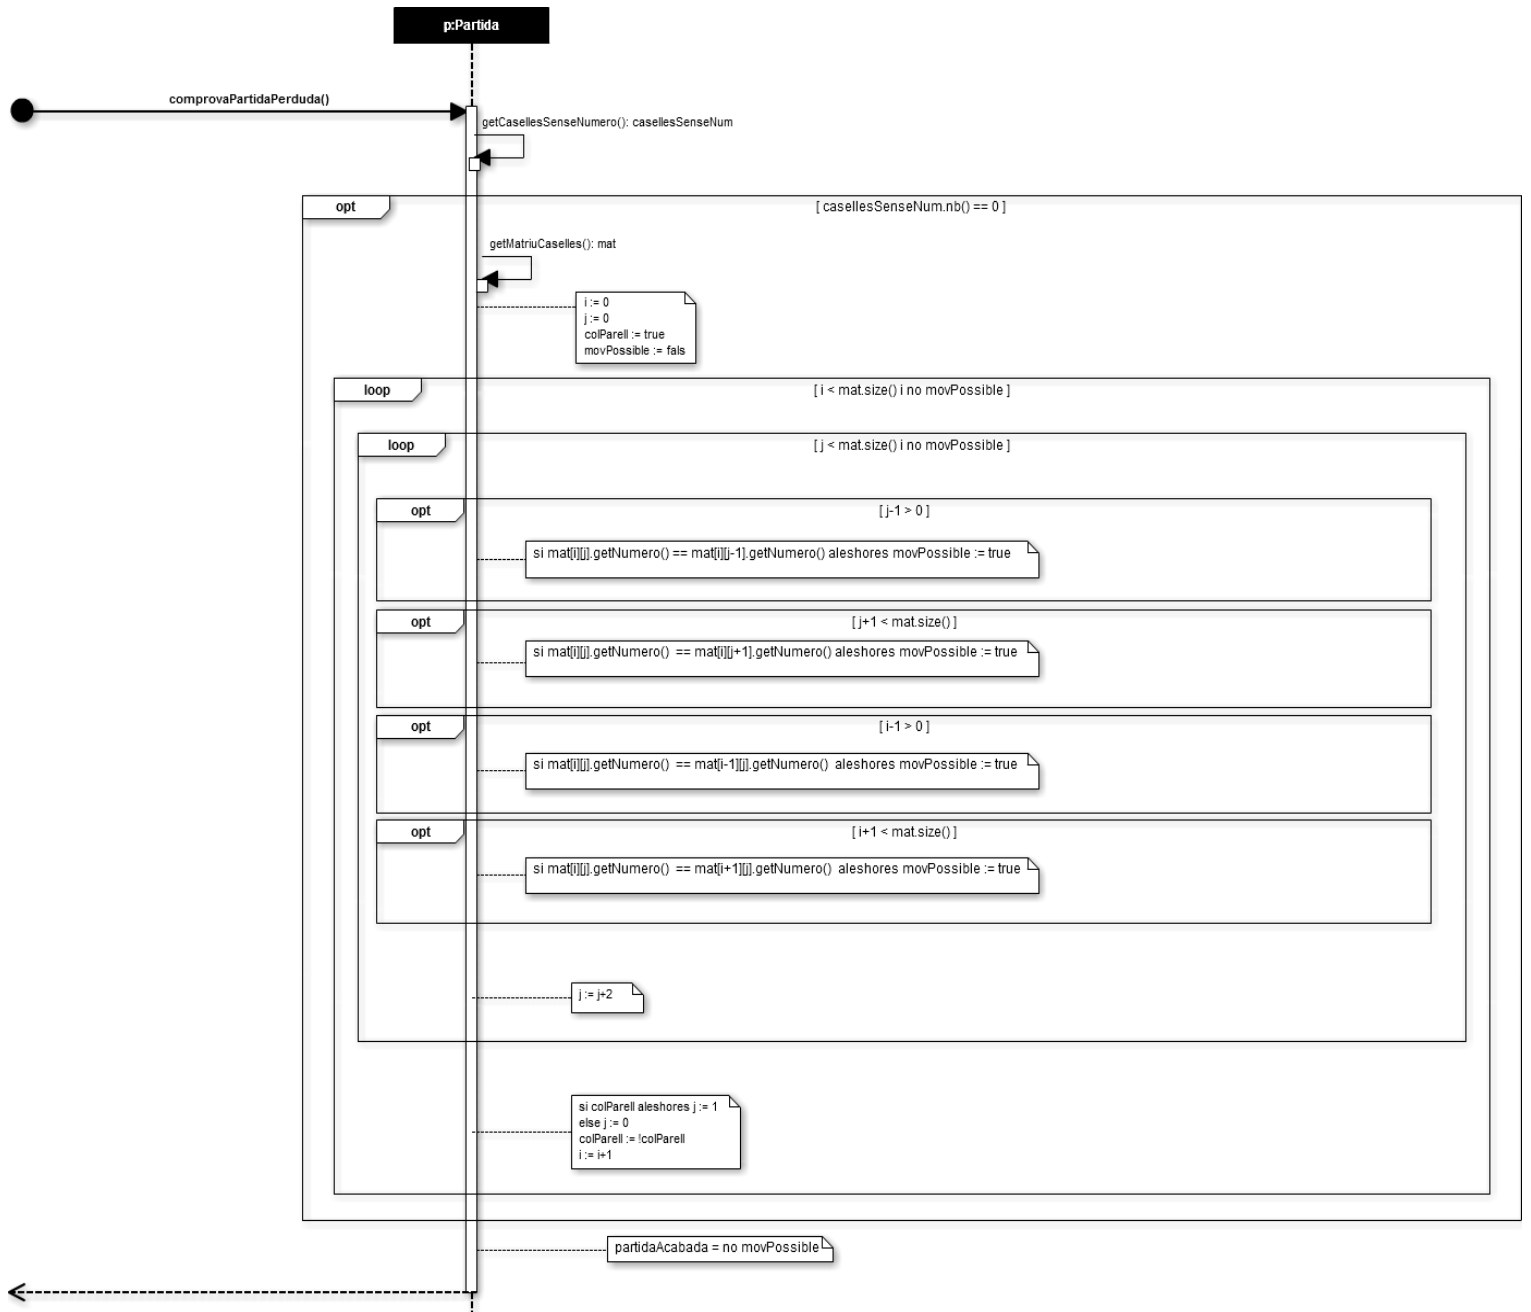 p:Partida
comprovaPartidaPerduda()
getCasellesSenseNumero(): casellesSenseNum
opt
[ casellesSenseNum.nb() == 0 ]
getMatriuCaselles(): mat
i := 0
j := 0
colParell := true
movPossible := fals
loop
[ i < mat.size() i no movPossible ]
loop
[ j < mat.size() i no movPossible ]
opt
[ j-1 > 0 ]
si mat[i][j].getNumero() == mat[i][j-1].getNumero() aleshores movPossible := true
opt
[ j+1 < mat.size() ]
si mat[i][j].getNumero() == mat[i][j+1].getNumero() aleshores movPossible := true
opt
[ i-1 > 0 ]
si mat[i][j].getNumero() == mat[i-1][j].getNumero() aleshores movPossible := true
opt
[ i+1 < mat.size() ]
si mat[i][j].getNumero() == mat[i+1][j].getNumero() aleshores movPossible := true
j := j+2
si colParell aleshores j := 1
else j := 0
colParell := !colParell
i := i+1
partidaAcabada = no movPossible